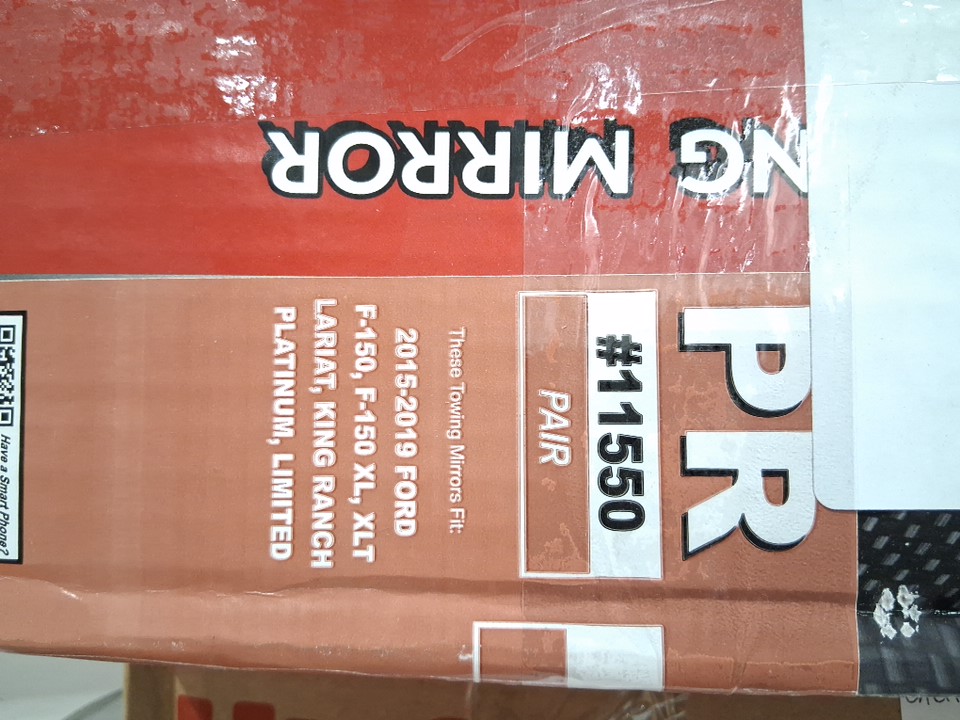 NG MIRROR
PR
#11550
PAIR
These Towing Mirrors Fit:
2015-2019 FORD
F-150, F-150 XL, XLT
LARIAT, KING RANCH
PLATINUM, LIMITED
Have a Smart Phone?